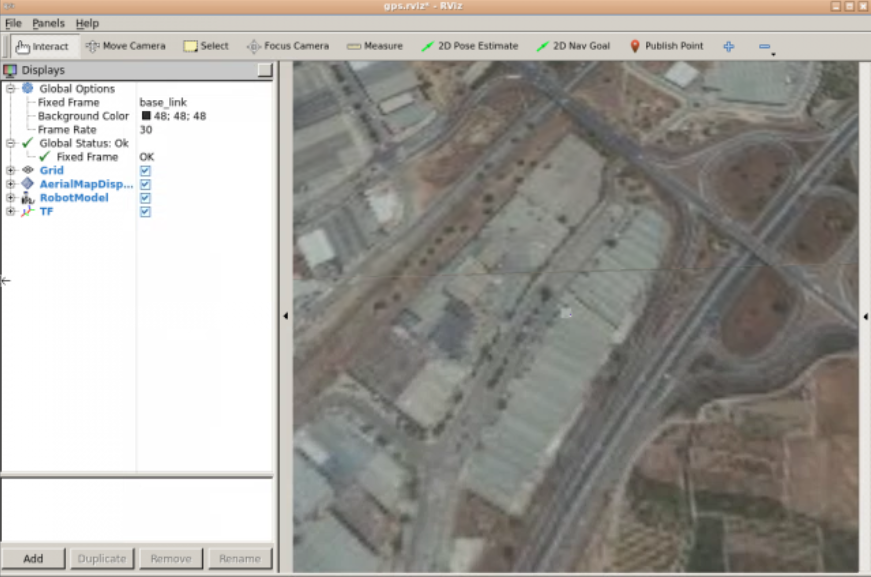 gps.rviz* - RViz
File Panels Help
Interact Move Camera Select Focus Camera Measure 2D Pose Estimate 2D Nav Goal Publish Point
Displays
Global Options
Fixed Frame base_link
Background Color 48; 48; 48
Frame Rate 30
Global Status: Ok
Fixed Frame OK
Grid
AerialMapDisp...
RobotModel
TF
Add Duplicate Remove Rename